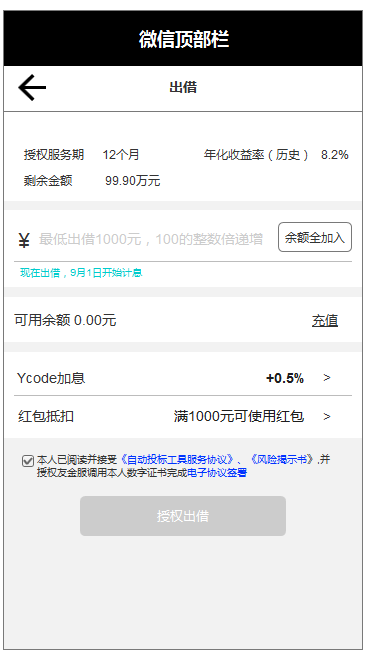 微信顶部栏
出借
授权服务期 12个月 年化收益率（历史） 8.2%
剩余金额 99.90万元
¥ 最低出借1000元，100的整数倍递增 余额全加入
现在出借，9月1日开始计息
可用余额 0.00元 充值
Ycode加息 +0.5% >
红包抵扣 满1000元可使用红包 >
本人已阅读并接受《自动投标工具服务协议》、《风险揭示书》,并
授权友金服调用本人数字证书完成电子协议签署
授权出借